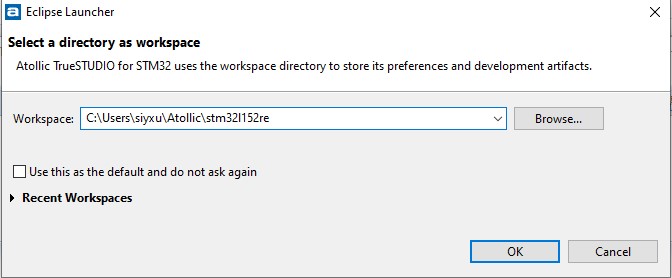 Eclipse Launcher
Select a directory as workspace
Atollic TrueSTUDIO for STM32 uses the workspace directory to store its preferences and development artifacts.
Workspace: C:\Users\siyxu\Atollic\stm32l152re Browse...
Use this as the default and do not ask again
Recent Workspaces
OK Cancel